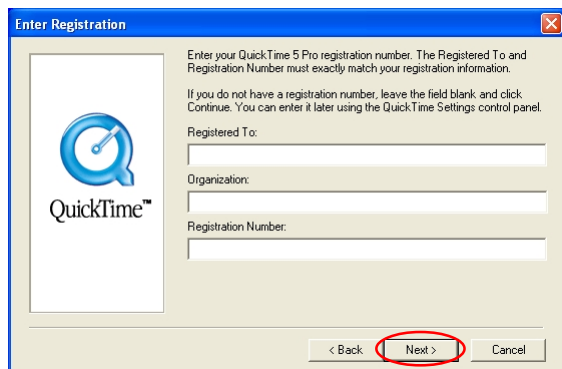 Enter Registration
Enter your QuickTime 5 Pro registration number. The Registered To and
Registration Number must exactly match your registration information.
If you do not have a registration number, leave the field blank and click
Continue. You can enter it later using the QuickTime Settings control panel.
Registered To:
Organization:
QuickTime™
Registration Number:
< Back
Next >
Cancel